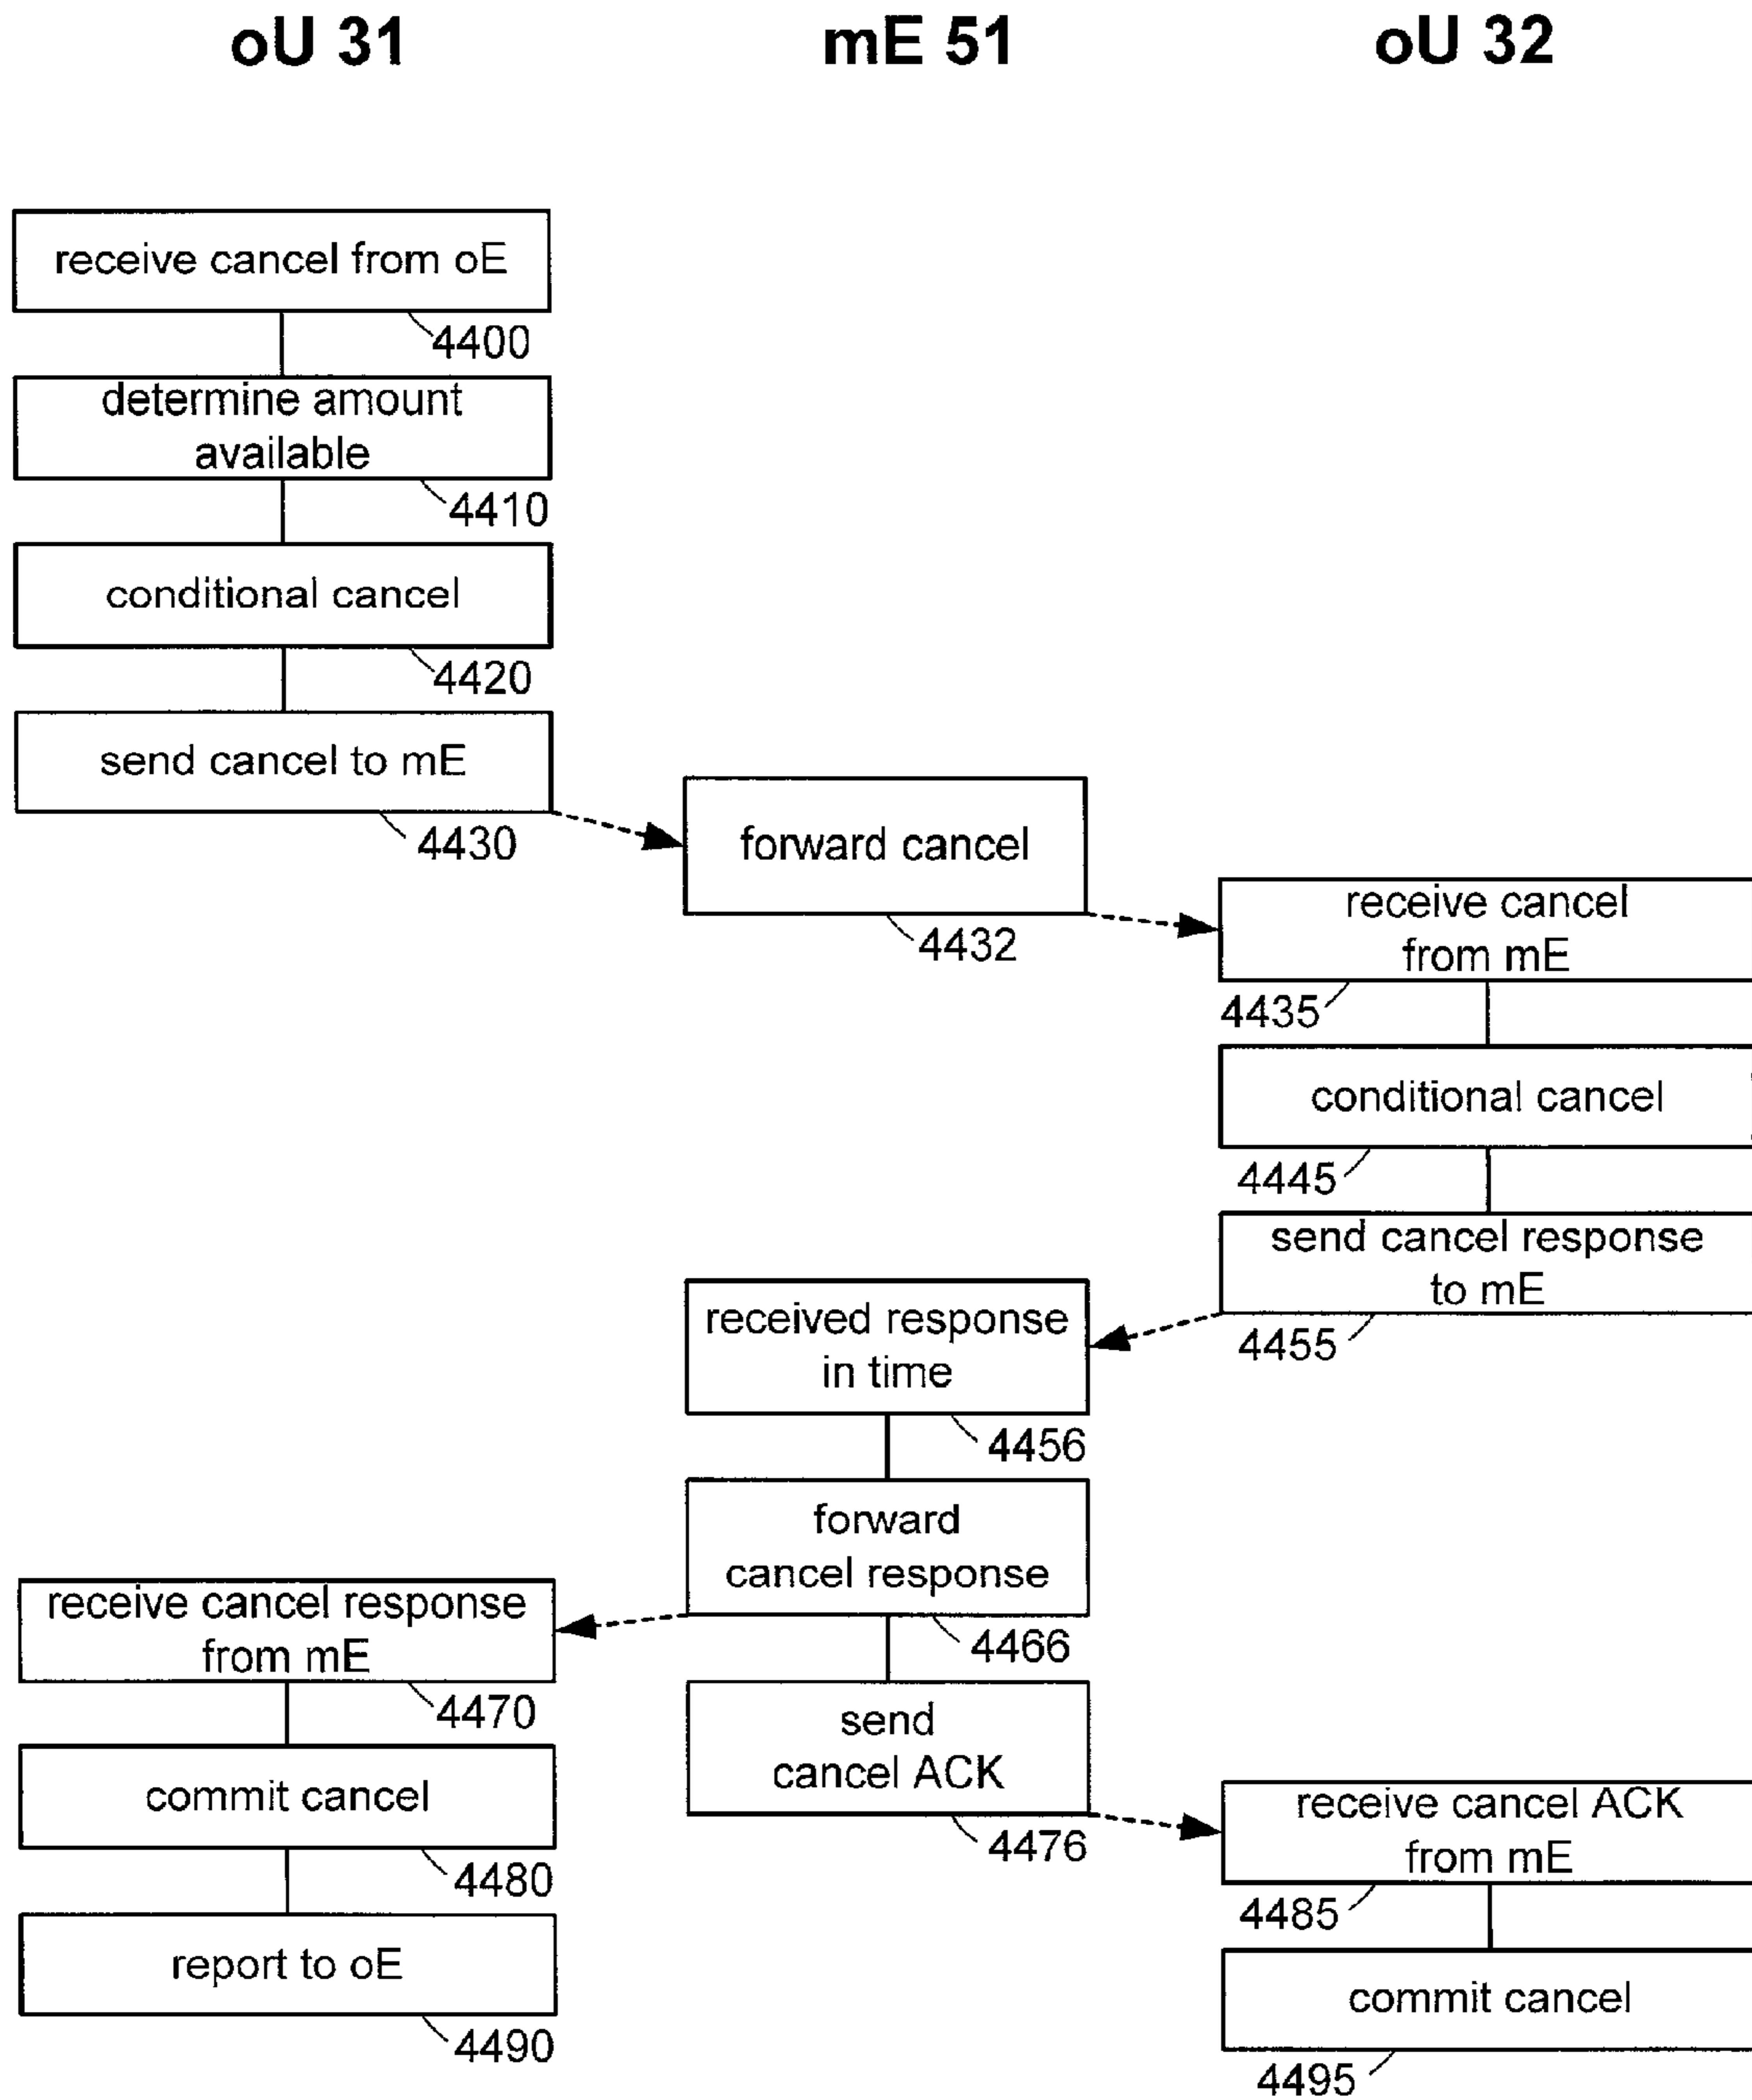 oU 31
mE 51
oU 32
receive cancel from oE
4400
determine amount
available
4410
conditional cancel
4420
send cancel to mE
4430
forward cancel
4432
receive cancel
from mE
4435
conditional cancel
4445
send cancel response
to mE
4455
received response
in time
4456
forward
cancel response
4466
receive cancel response
from mE
4470
send
cancel ACK
4476
commit cancel
4480
receive cancel ACK
from mE
4485
report to oE
4490
commit cancel
4495